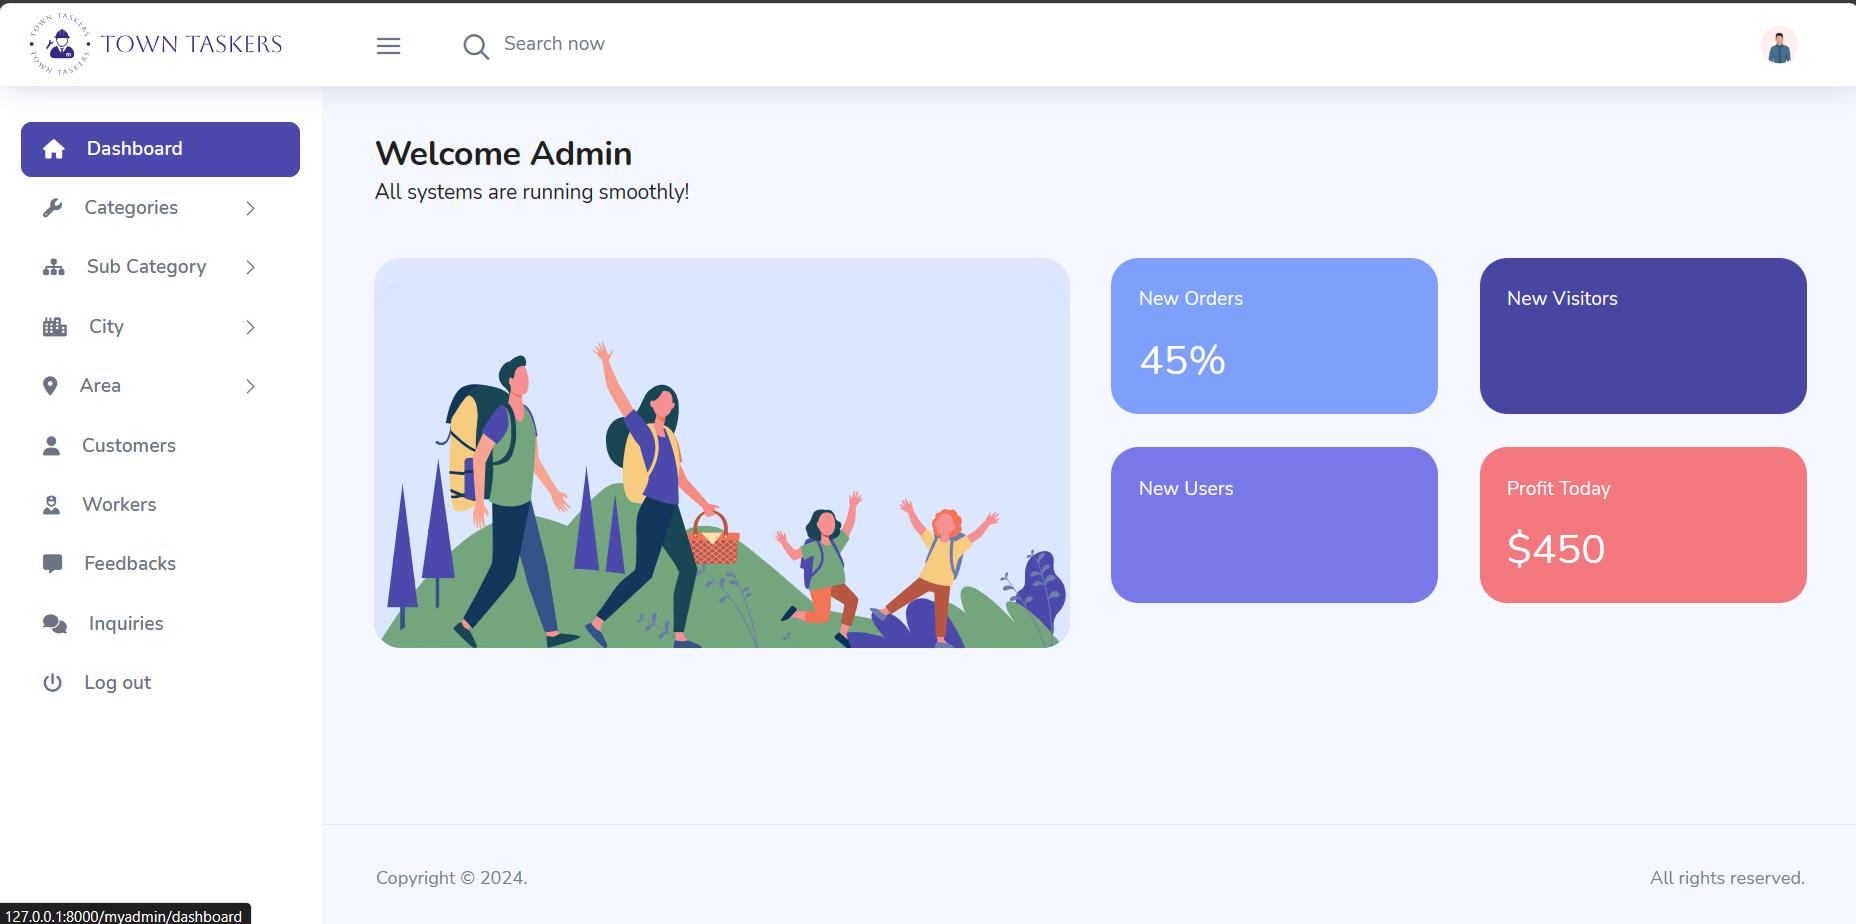 TOWN TASKERS
TOWN TASKERS
TOWN TASKERS
Search now
Dashboard
Categories
Sub Category
City
Area
Customers
Workers
Feedbacks
Inquiries
Log out
Welcome Admin
All systems are running smoothly!
New Orders
45%
New Visitors
New Users
Profit Today
$450
Copyright © 2024.
All rights reserved.
127.0.0.1:8000/myadmin/dashboard